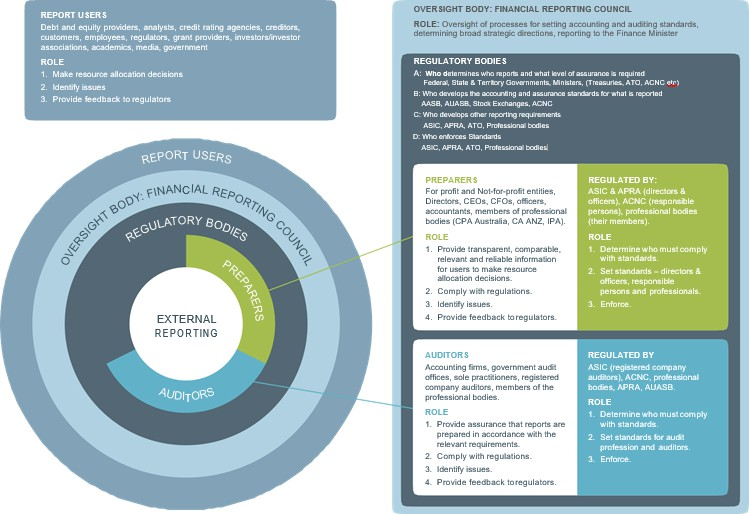 REPORT USERS
Debt and equity providers, analysts, credit rating agencies, creditors,
customers, employees, regulators, grant providers, investors/investor
associations, academics, media, government
ROLE
1. Make resource allocation decisions
2. Identify issues
3. Provide feedback to regulators
REPORT USERS
OVERSIGHT BODY: FINANCIAL REPORTING COUNCIL
REGULATORY BODIES
PREPARERS
EXTERNAL
REPORTING
AUDITORS
OVERSIGHT BODY: FINANCIAL REPORTING COUNCIL
ROLE: Oversight of processes for setting accounting and auditing standards,
determining broad strategic directions, reporting to the Finance Minister
REGULATORY BODIES
A: Who determines who reports and what level of assurance is required
Federal, State & Territory Governments, Ministers, (Treasuries, ATO, ACNC etc)
B: Who develops the accounting and assurance standards for what is reported
AASB, AUASB, Stock Exchanges, ACNC
C: Who develops other reporting requirements
ASIC, APRA, ATO, Professional bodies
D: Who enforces Standards
ASIC, APRA, ATO, Professional bodies
PREPARERS
For profit and Not-for-profit entities,
Directors, CEOs, CFOs, officers,
accountants, members of professional
bodies (CPA Australia, CA ANZ, IPA).
ROLE
1. Provide transparent, comparable,
relevant and reliable information
for users to make resource
allocation decisions.
2. Comply with regulations.
3. Identify issues.
4. Provide feedback to regulators.
REGULATED BY:
ASIC & APRA (directors &
officers), ACNC (responsible
persons), professional bodies
(their members).
ROLE
1. Determine who must comply
with standards.
2. Set standards – directors &
officers, responsible
persons and professionals.
3. Enforce.
AUDITORS
Accounting firms, government audit
offices, sole practitioners, registered
company auditors, members of the
professional bodies.
ROLE
1. Provide assurance that reports are
prepared in accordance with the
relevant requirements.
2. Comply with regulations.
3. Identify issues.
4. Provide feedback to regulators.
REGULATED BY
ASIC (registered company
auditors), ACNC, professional
bodies, APRA, AUASB.
ROLE
1. Determine who must comply
with standards.
2. Set standards for audit
profession and auditors.
3. Enforce.